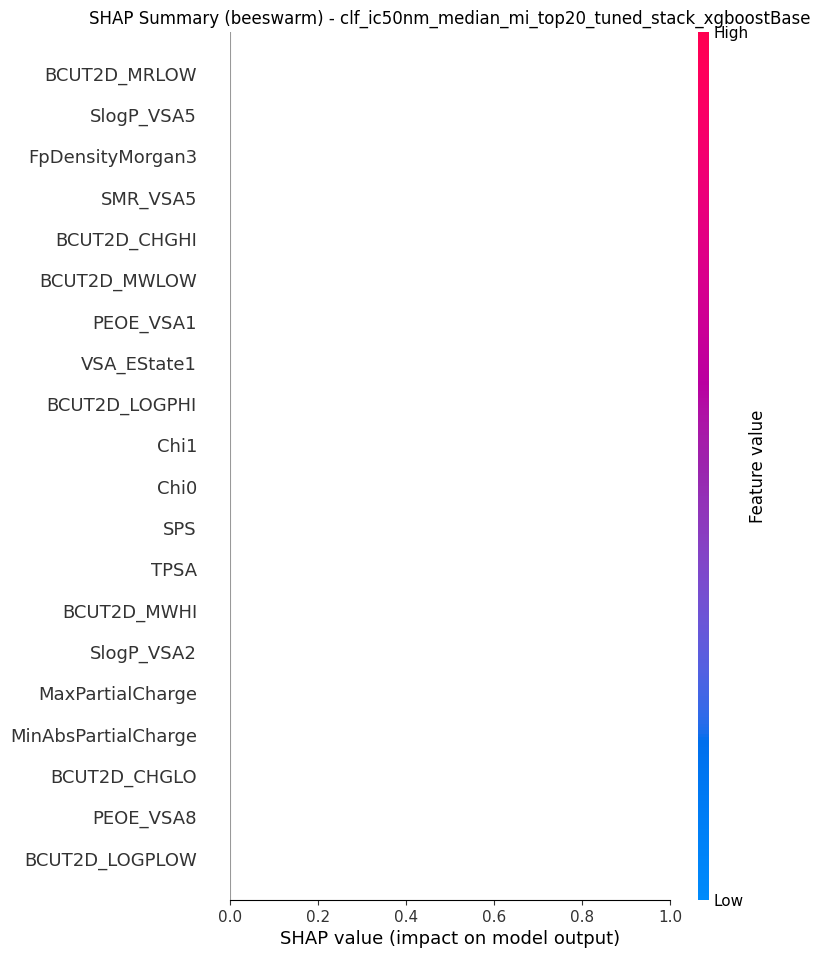 SHAP Summary (beeswarm) - clf_ic50nm_median_mi_top20_tuned_stack_xgboostBase
High
BCUT2D_MRLOW
SlogP_VSA5
FpDensityMorgan3
SMR_VSA5
BCUT2D_CHGHI
BCUT2D_MWLOW
PEOE_VSA1
VSA_EState1
BCUT2D_LOGPHI
Chi1
Chi0
SPS
TPSA
BCUT2D_MWHI
SlogP_VSA2
MaxPartialCharge
MinAbsPartialCharge
BCUT2D_CHGLO
PEOE_VSA8
BCUT2D_LOGPLOW
Feature value
Low
0.0 0.2 0.4 0.6 0.8 1.0
SHAP value (impact on model output)